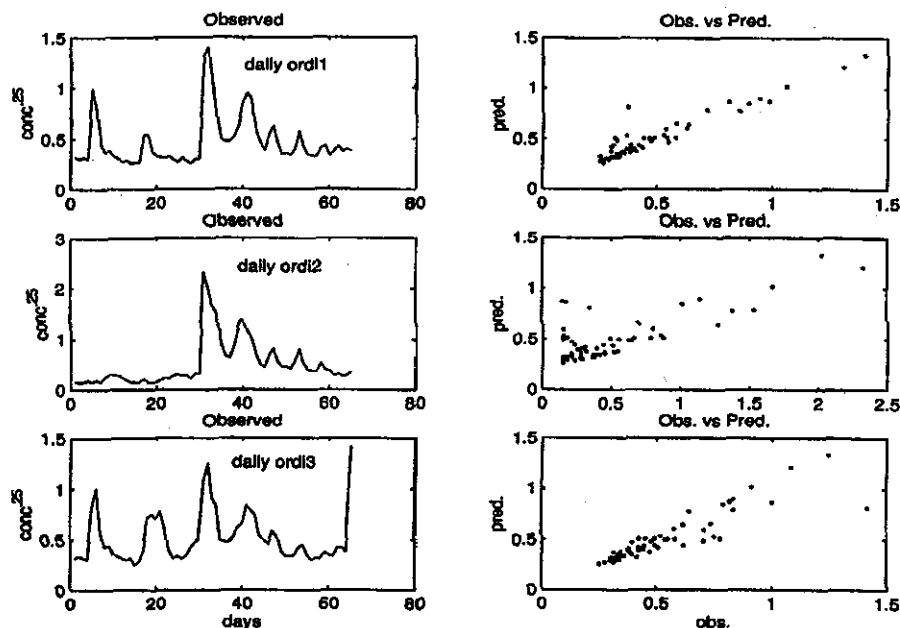 Observed
1.5
1
0.5
0
conc.25
daily ordi1
0 20 40 60 80
Obs. vs Pred.
1.5
1
0.5
0
pred.
0 0.5 1 1.5
Observed
3
2
1
0
conc.25
daily ordi2
0 20 40 60 80
Obs. vs Pred.
1.5
1
0.5
0
pred.
0 0.5 1 1.5 2 2.5
Observed
1.5
1
0.5
0
conc.25
daily ordi3
0 20 40 60 80
days
Obs. vs Pred.
1.5
1
0.5
0
pred.
0 0.5 1 1.5
obs.